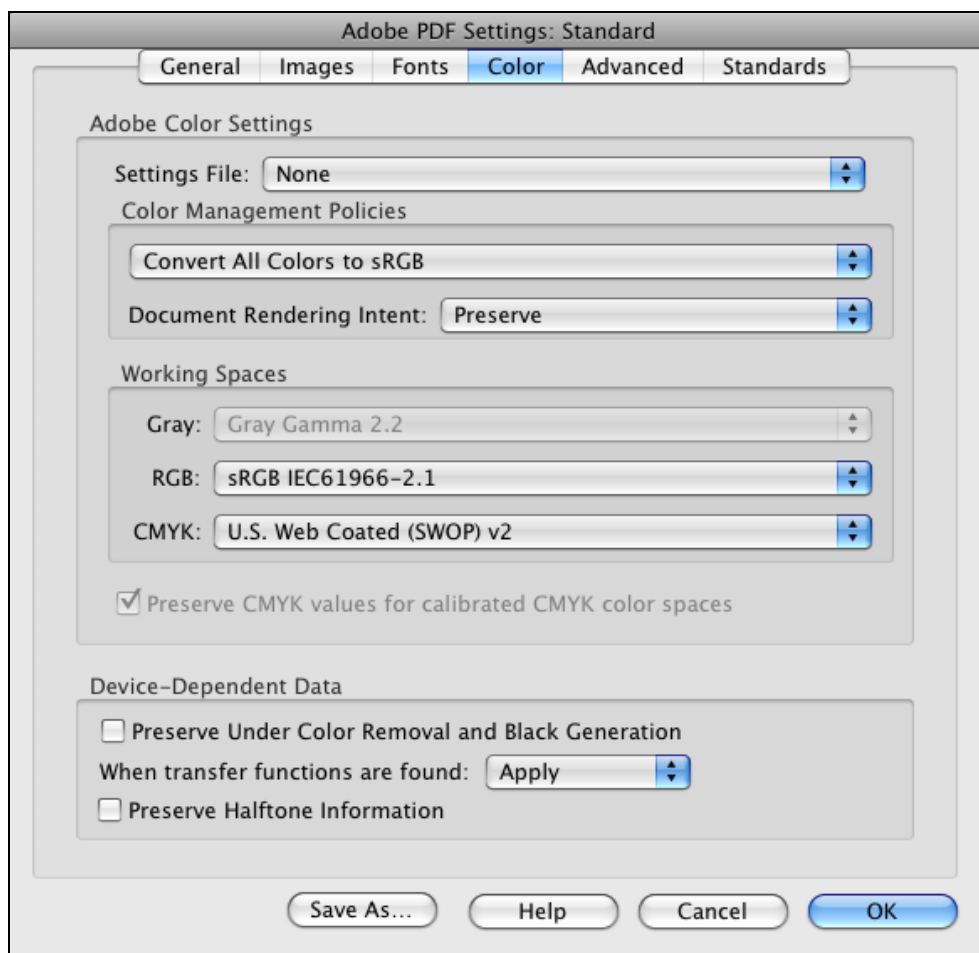 Adobe PDF Settings: Standard
General Images Fonts Color Advanced Standards
Adobe Color Settings
Settings File: None
Color Management Policies
Convert All Colors to sRGB
Document Rendering Intent: Preserve
Working Spaces
Gray: Gray Gamma 2.2
RGB: sRGB IEC61966-2.1
CMYK: U.S. Web Coated (SWOP) v2
Preserve CMYK values for calibrated CMYK color spaces
Device-Dependent Data
Preserve Under Color Removal and Black Generation
When transfer functions are found: Apply
Preserve Halftone Information
Save As... Help Cancel OK